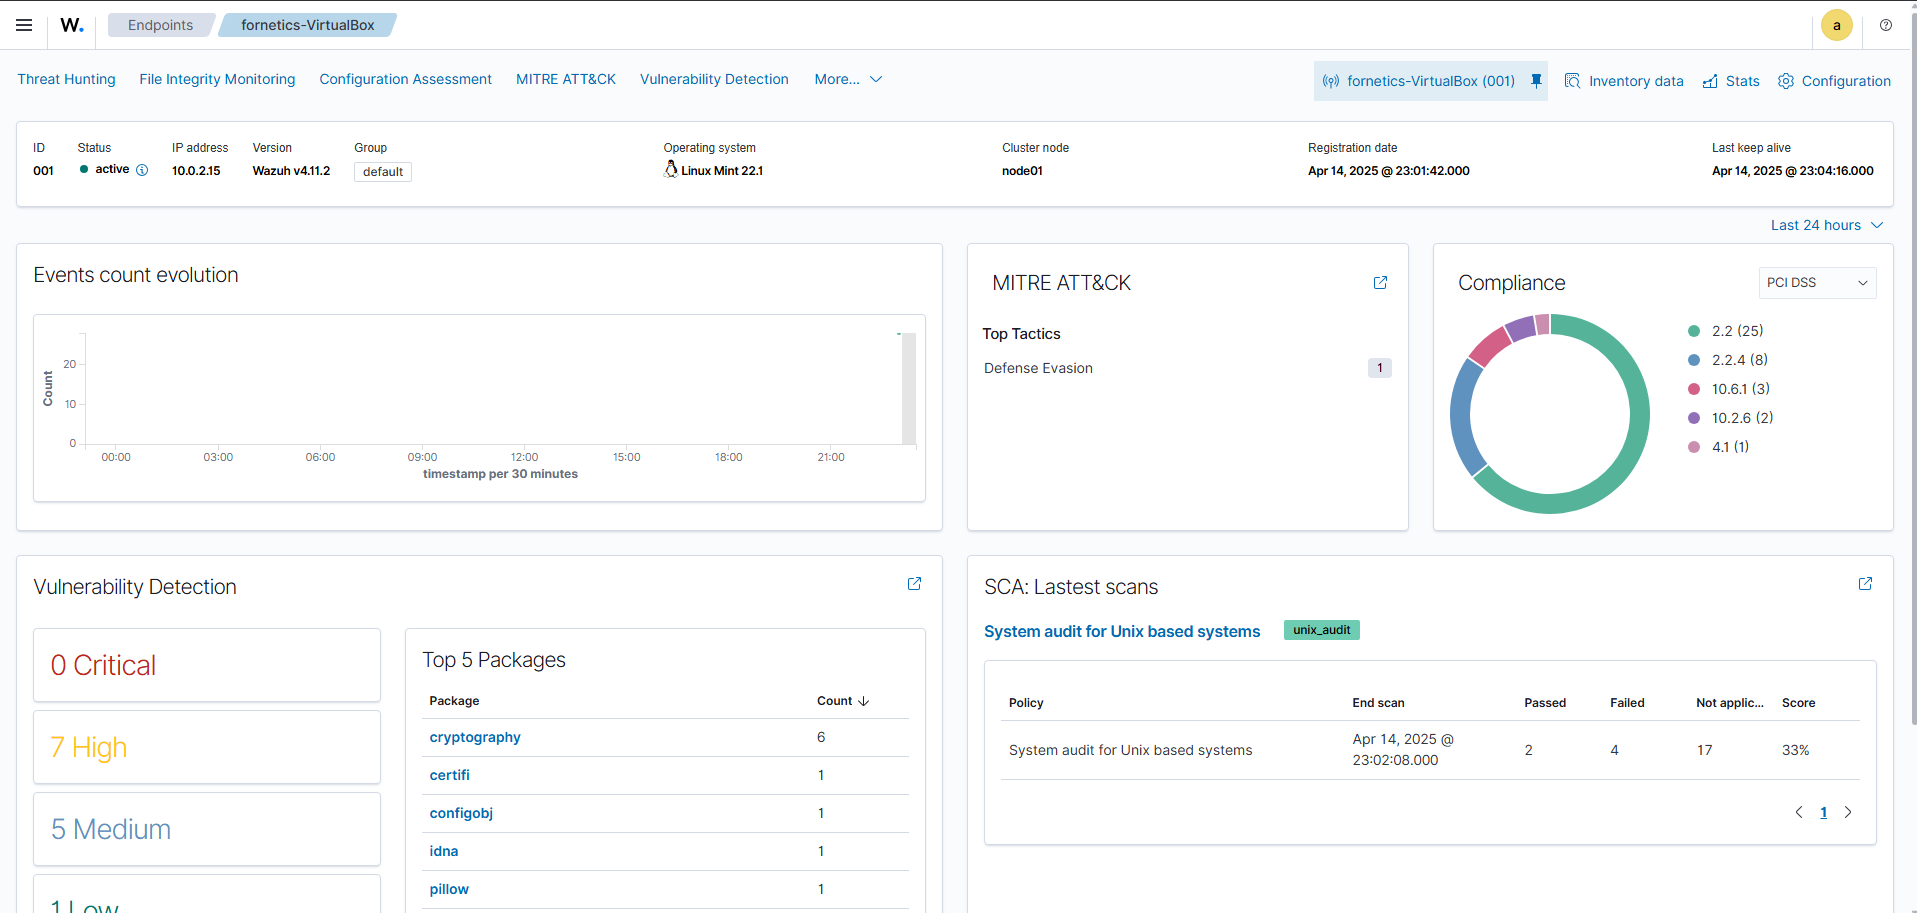 W. Endpoints fornetics-VirtualBox a
Threat Hunting File Integrity Monitoring Configuration Assessment MITRE ATT&CK Vulnerability Detection More... fornetics-VirtualBox (001) Inventory data Stats Configuration
ID Status IP address Version Group Operating system Cluster node Registration date Last keep alive
001 active 10.0.2.15 Wazuh v4.11.2 default Linux Mint 22.1 node01 Apr 14, 2025 @ 23:01:42.000 Apr 14, 2025 @ 23:04:16.000
Last 24 hours
Events count evolution
Count
20
10
0
00:00 03:00 06:00 09:00 12:00 15:00 18:00 21:00
timestamp per 30 minutes
MITRE ATT&CK
Top Tactics
Defense Evasion 1
Compliance PCI DSS
2.2 (25)
2.2.4 (8)
10.6.1 (3)
10.2.6 (2)
4.1 (1)
Vulnerability Detection
0 Critical
7 High
5 Medium
1 Low
Top 5 Packages
Package Count
cryptography 6
certifi 1
configobj 1
idna 1
pillow 1
SCA: Lastest scans
System audit for Unix based systems unix_audit
Policy End scan Passed Failed Not applic... Score
System audit for Unix based systems Apr 14, 2025 @ 2 4 17 33%
23:02:08.000
1